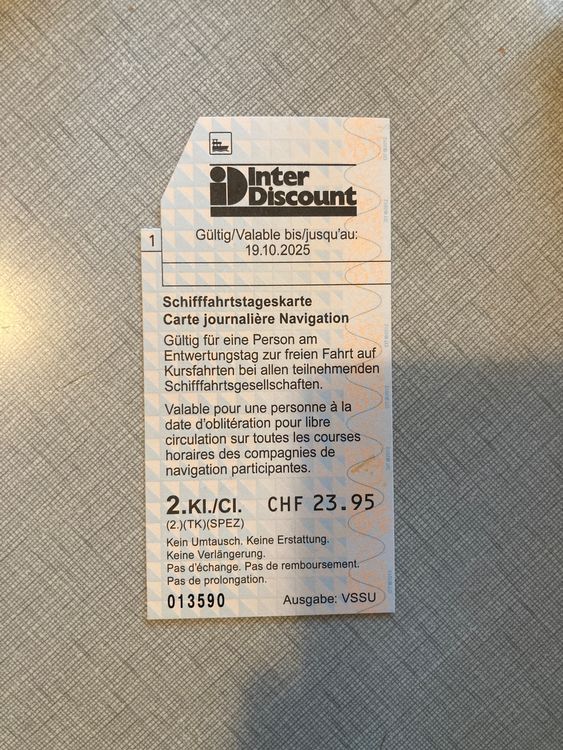 iD Inter
Discount
Gültig/Valable bis/jusqu'au:
19.10.2025
1
Schifffahrtstageskarte
Carte journalière Navigation
Gültig für eine Person am
Entwertungstag zur freien Fahrt auf
Kursfahrten bei allen teilnehmenden
Schifffahrtsgesellschaften.
Valable pour une personne à la
date d'oblitération pour libre
circulation sur toutes les courses
horaires des compagnies de
navigation participantes.
2.Kl./Cl. CHF 23.95
(2.)(TK)(SPEZ)
Kein Umtausch. Keine Erstattung.
Keine Verlängerung.
Pas d'échange. Pas de remboursement.
Pas de prolongation.
013590 Ausgabe: VSSU